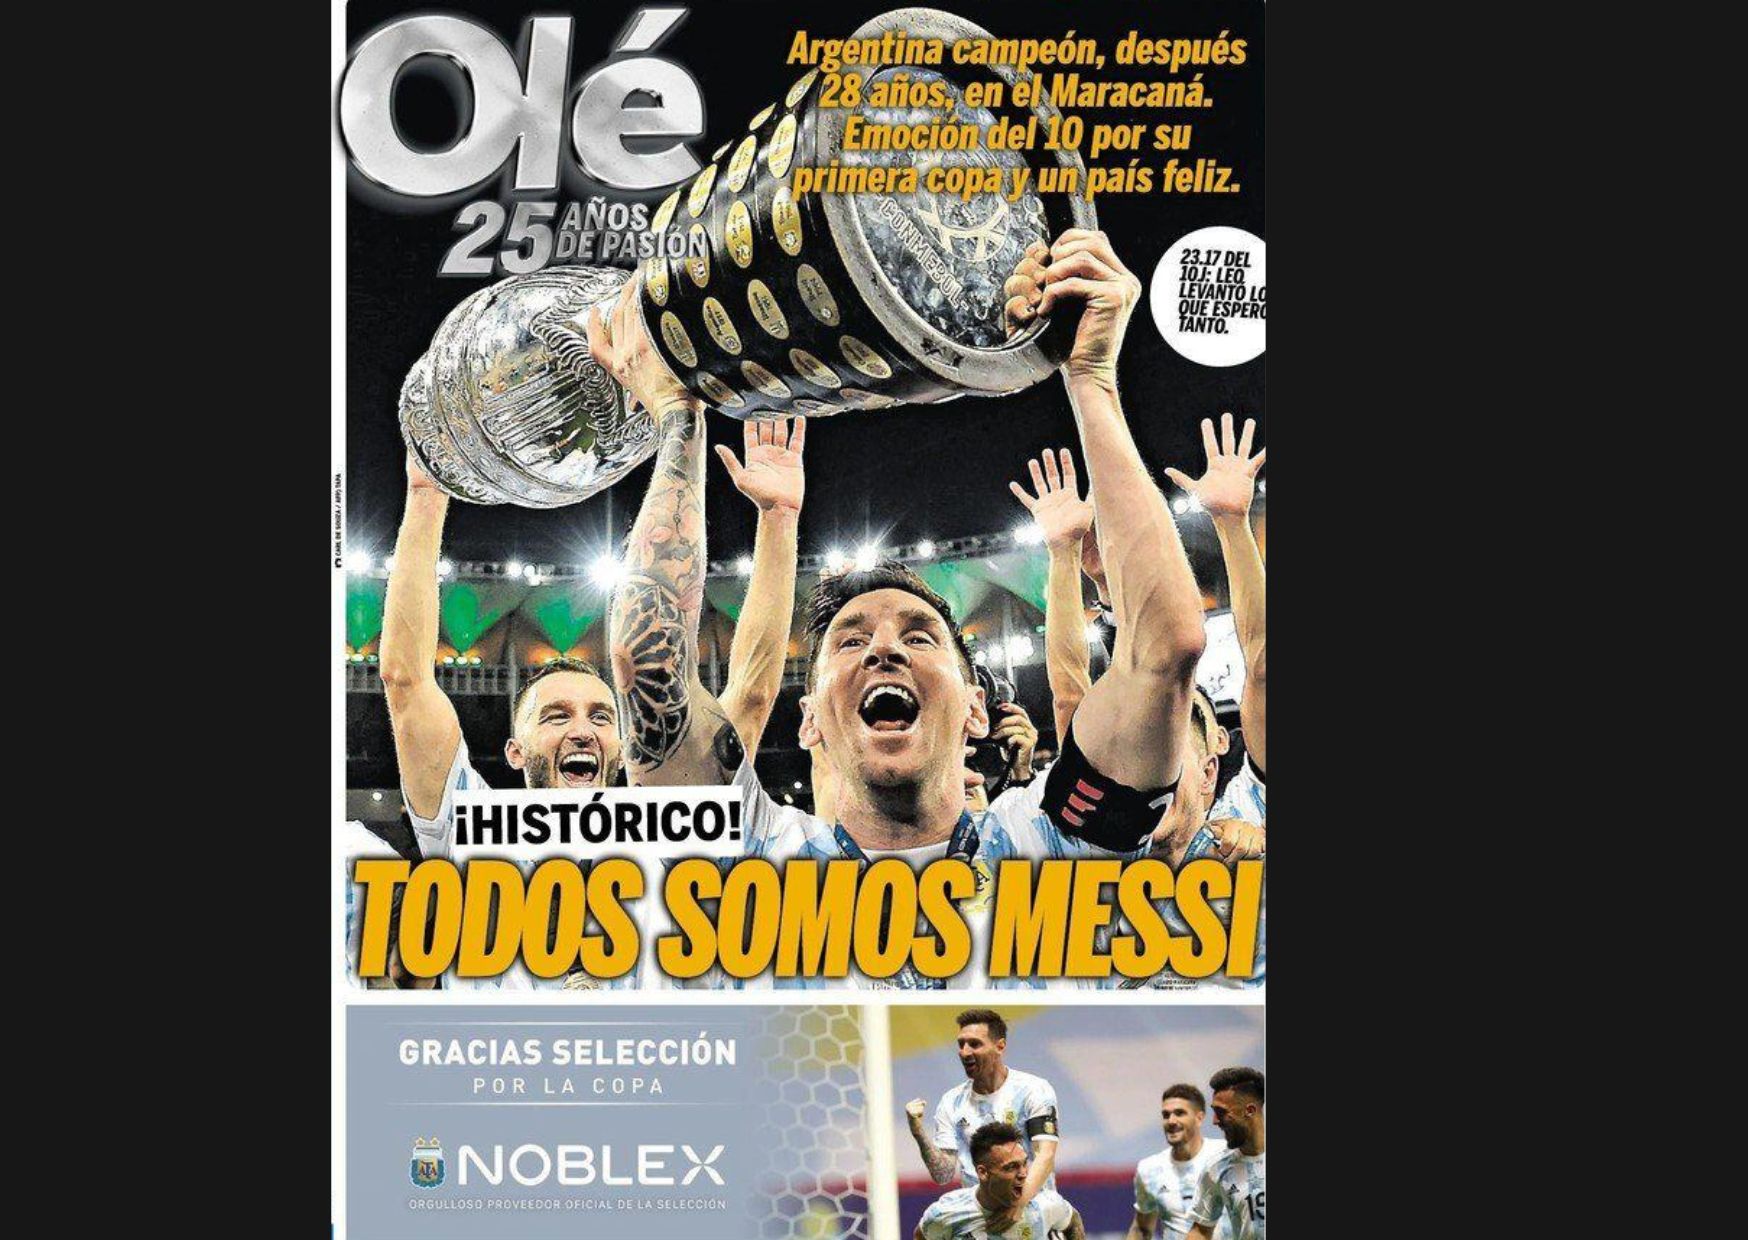 Olé
25 AÑOS
DE PASIÓN
Argentina campeón, después
28 años, en el Maracaná.
Emoción del 10 por su
primera copa y un país feliz.
CONMEBOL
23.17 DEL
10J: LEO
LEVANTÓ LO
QUE ESPERÓ
TANTO.
¡HISTÓRICO!
TODOS SOMOS MESSI
GRACIAS SELECCIÓN
POR LA COPA
AFA
NOBLEX
ORGULLOSO PROVEEDOR OFICIAL DE LA SELECCIÓN
19